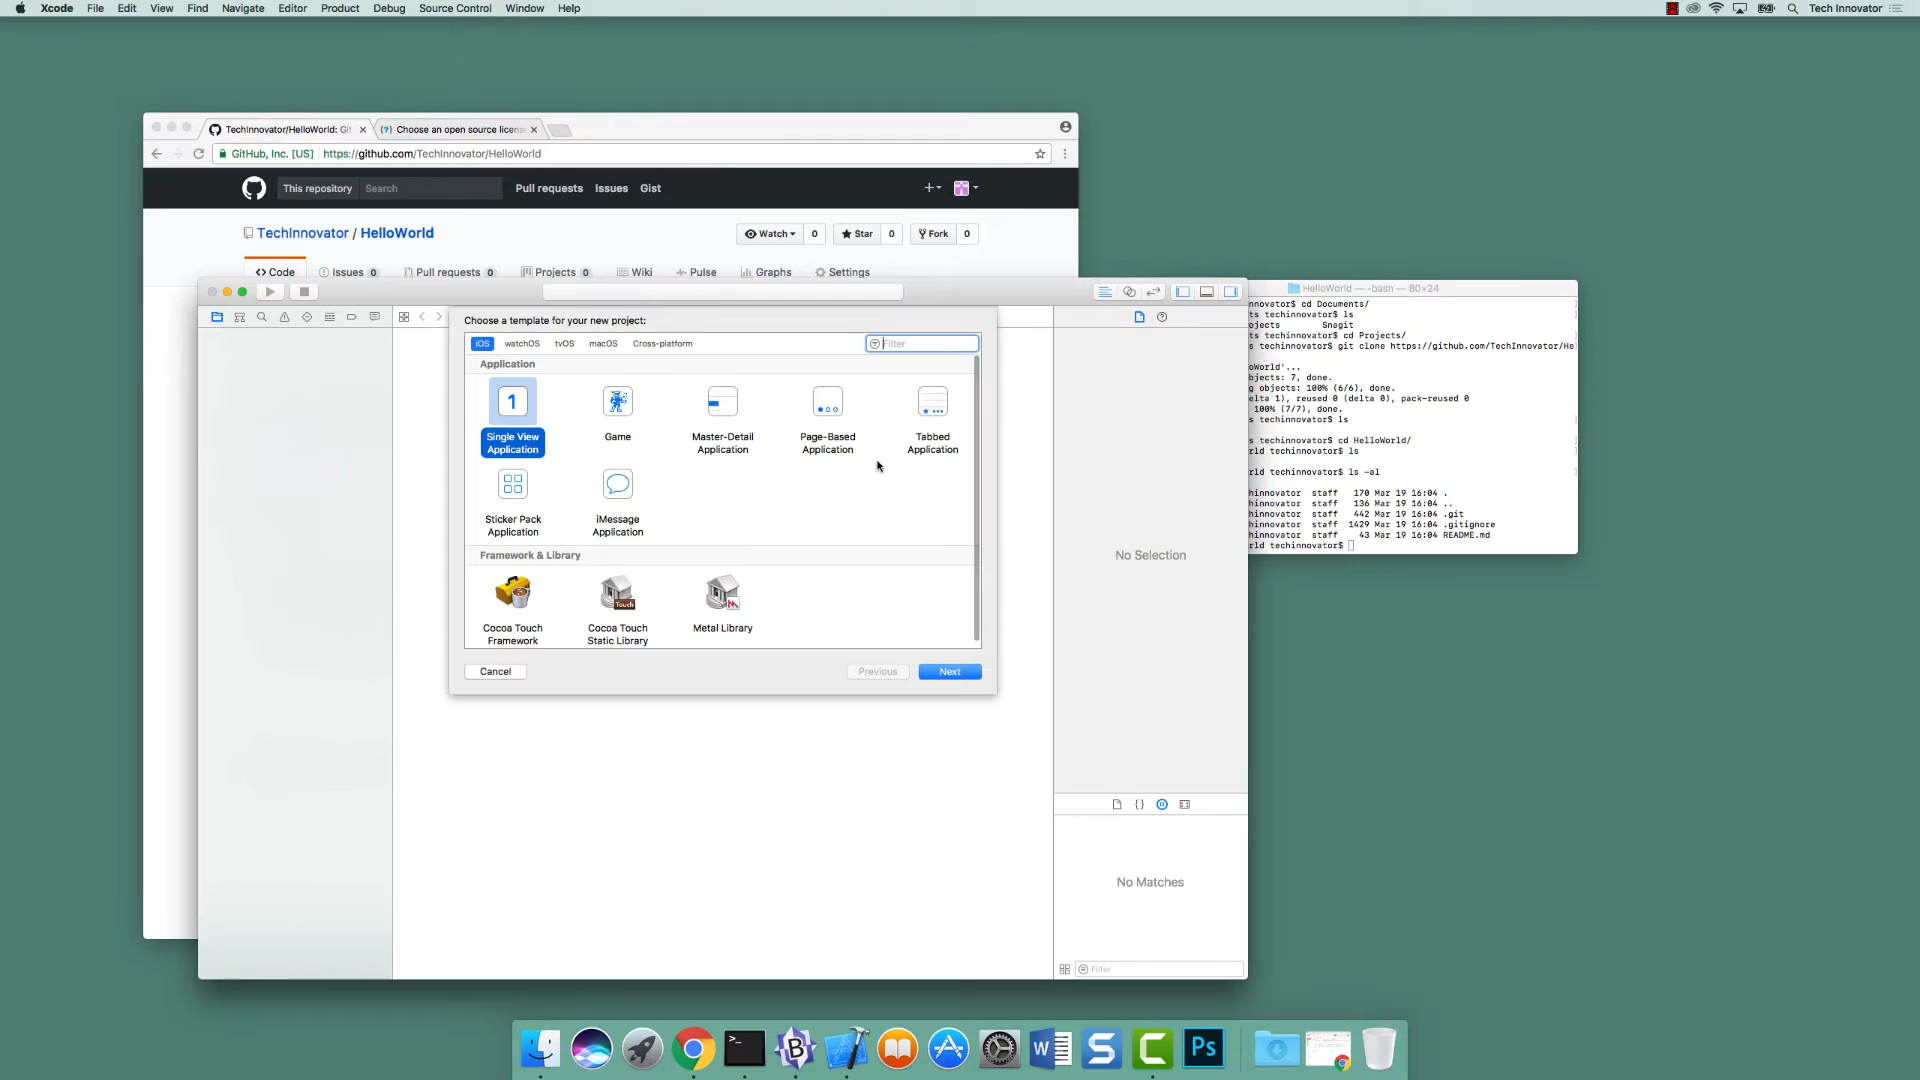 Xcode File Edit View Find Navigate Editor Product Debug Source Control Window Help
Tech Innovator
TechInnovator/HelloWorld: Git
Choose an open source licens
GitHub, Inc. [US] https://github.com/TechInnovator/HelloWorld
This repository Search Pull requests Issues Gist
TechInnovator / HelloWorld
Watch 0 Star 0 Fork 0
Code Issues 0 Pull requests 0 Projects 0 Wiki Pulse Graphs Settings
HelloWorld — -bash — 80×24
nnovator$ cd Documents/
ts techinnovator$ ls
ojects Snagit
ts techinnovator$ cd Projects/
s techinnovator$ git clone https://github.com/TechInnovator/He
oWorld'...
bjects: 7, done.
g objects: 100% (6/6), done.
elta 1), reused 0 (delta 0), pack-reused 0
100% (7/7), done.
s techinnovator$ ls
s techinnovator$ cd HelloWorld/
rld techinnovator$ ls
rld techinnovator$ ls -al
hinnovator staff 170 Mar 19 16:04 .
hinnovator staff 136 Mar 19 16:04 ..
hinnovator staff 442 Mar 19 16:04 .git
hinnovator staff 1429 Mar 19 16:04 .gitignore
hinnovator staff 43 Mar 19 16:04 README.md
rld techinnovator$
Choose a template for your new project:
iOS watchOS tvOS macOS Cross-platform
Filter
Application
1
Single View
Application
Game
Master-Detail
Application
Page-Based
Application
Tabbed
Application
Sticker Pack
Application
iMessage
Application
Framework & Library
Cocoa Touch
Framework
Touch
Cocoa Touch
Static Library
Metal Library
Cancel
Previous
Next
No Selection
{ }
No Matches
Filter
>_
B
W
S
C
Ps